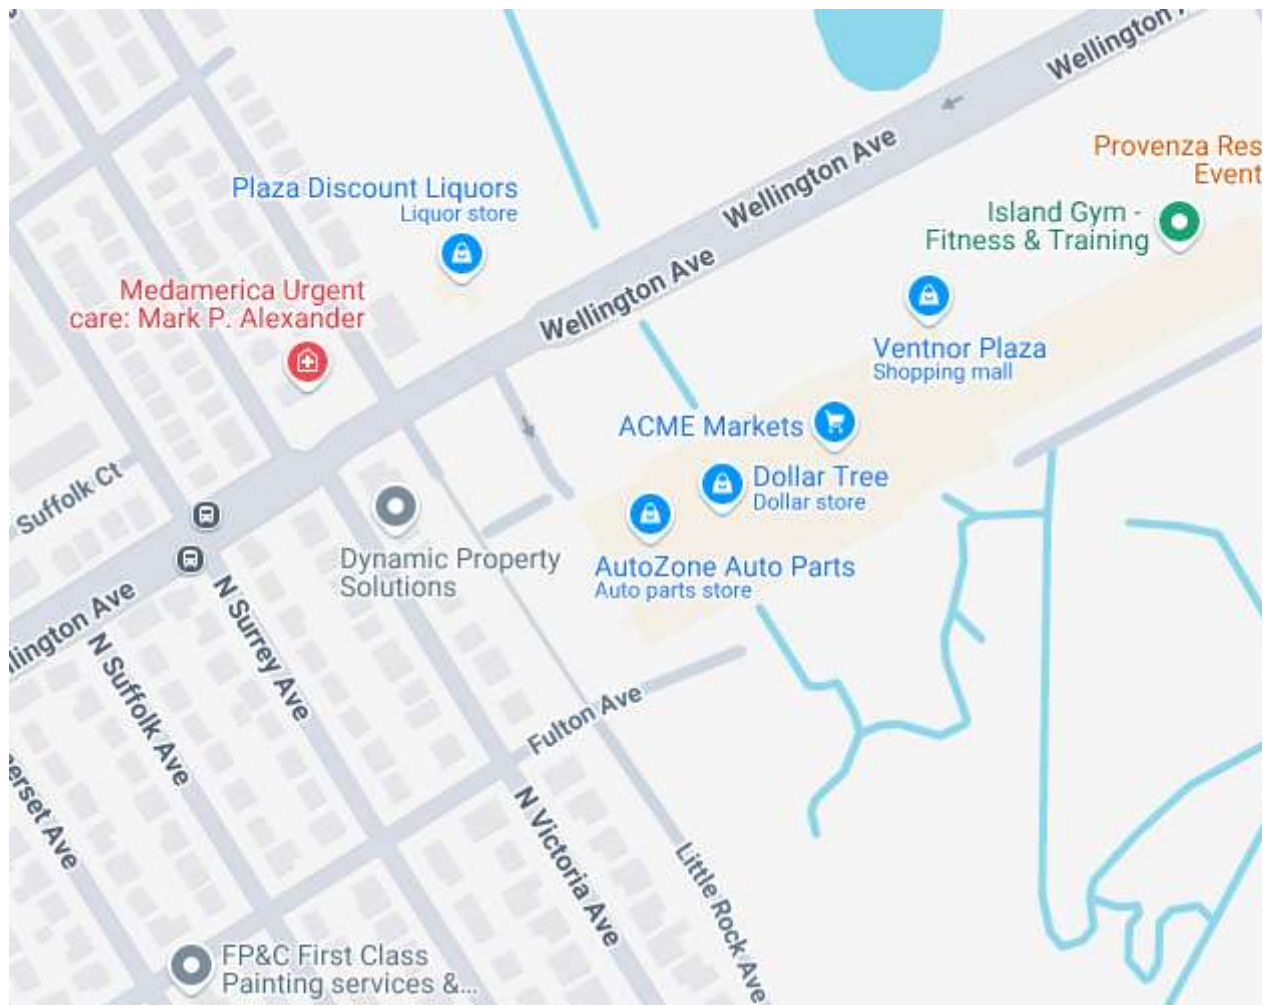 Wellington
Wellington Ave
Provenza Res
Event
Plaza Discount Liquors
Liquor store
Island Gym -
Fitness & Training
Wellington Ave
Medamerica Urgent
care: Mark P. Alexander
Ventnor Plaza
Shopping mall
ACME Markets
Suffolk Ct
Dollar Tree
Dollar store
Dynamic Property
Solutions
AutoZone Auto Parts
Auto parts store
lington Ave
N Surrey Ave
N Suffolk Ave
Fulton Ave
erset Ave
N Victoria Ave
Little Rock Ave
FP&C First Class
Painting services &...